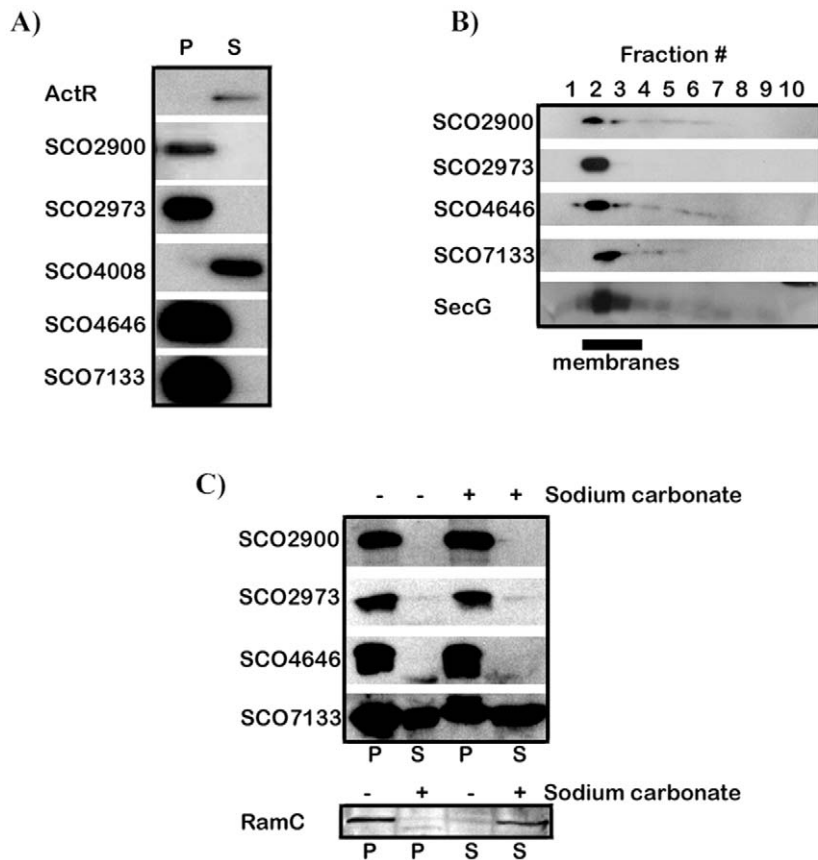 A)
P S
ActR
SCO2900
SCO2973
SCO4008
SCO4646
SCO7133
B)
Fraction #
1 2 3 4 5 6 7 8 9 10
SCO2900
SCO2973
SCO4646
SCO7133
SecG
membranes
C)
- - + + Sodium carbonate
SCO2900
SCO2973
SCO4646
SCO7133
P S P S
- + - + Sodium carbonate
RamC
P P S S